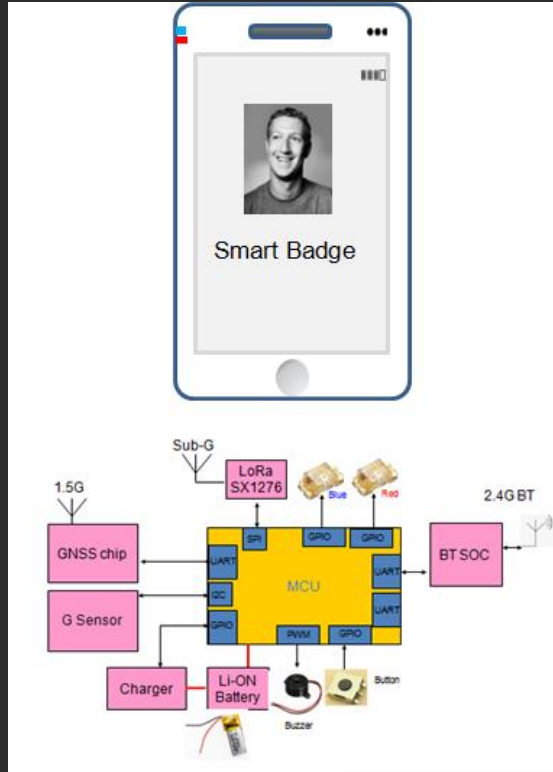 Smart Badge
Sub-G
LoRa
SX1276
Blue
Red
1.5G
2.4G BT
GNSS chip
SPI
GPIO
GPIO
UART
UART
BT SOC
MCU
I2C
G Sensor
GPIO
UART
PWM
GPIO
Charger
Li-ON
Battery
Button
Buzzer